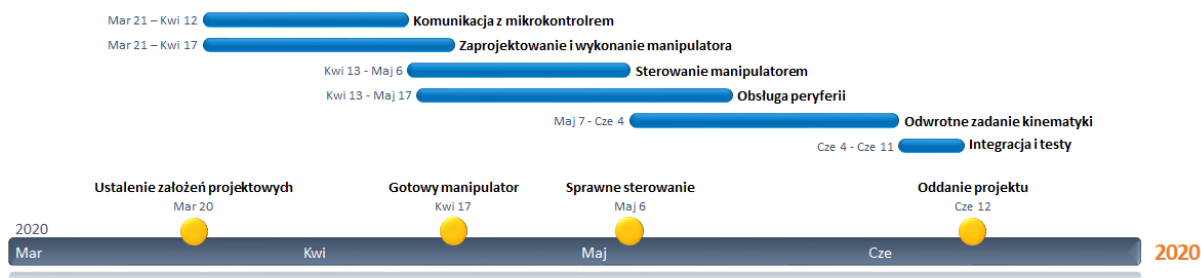 Mar 21 – Kwi 12 Komunikacja z mikrokontrolrem
Mar 21 – Kwi 17 Zaprojektowanie i wykonanie manipulatora
Kwi 13 - Maj 6 Sterowanie manipulatorem
Kwi 13 - Maj 17 Obsługa peryferii
Maj 7 - Cze 4 Odwrotne zadanie kinematyki
Cze 4 - Cze 11 Integracja i testy
Ustalenie założeń projektowych Gotowy manipulator Sprawne sterowanie Oddanie projektu
Mar 20 Kwi 17 Maj 6 Cze 12
2020
Mar Kwi Maj Cze 2020